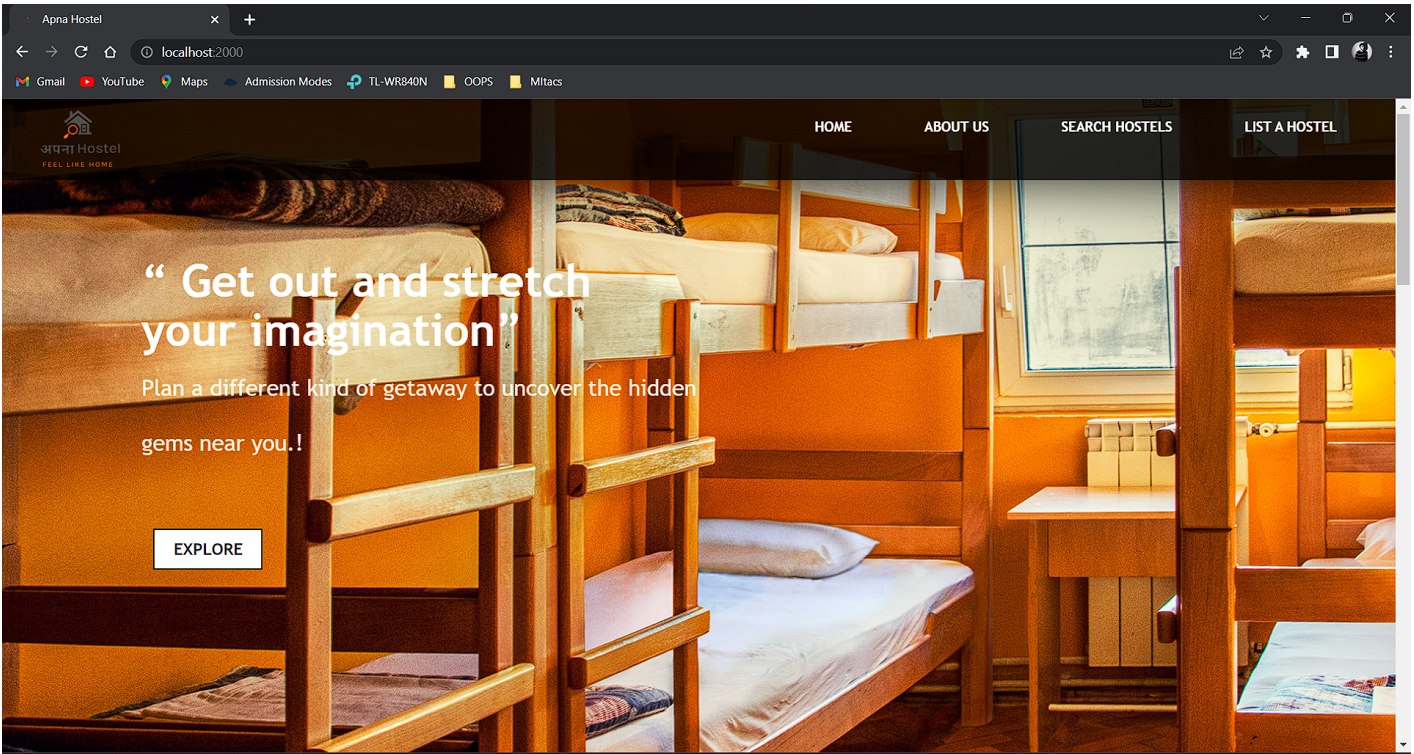 Apna Hostel
localhost:2000
Gmail YouTube Maps Admission Modes TL-WR840N OOPS MItacs
अपना Hostel
FEEL LIKE HOME
HOME ABOUT US SEARCH HOSTELS LIST A HOSTEL
“ Get out and stretch
your imagination”
Plan a different kind of getaway to uncover the hidden
gems near you.!
EXPLORE